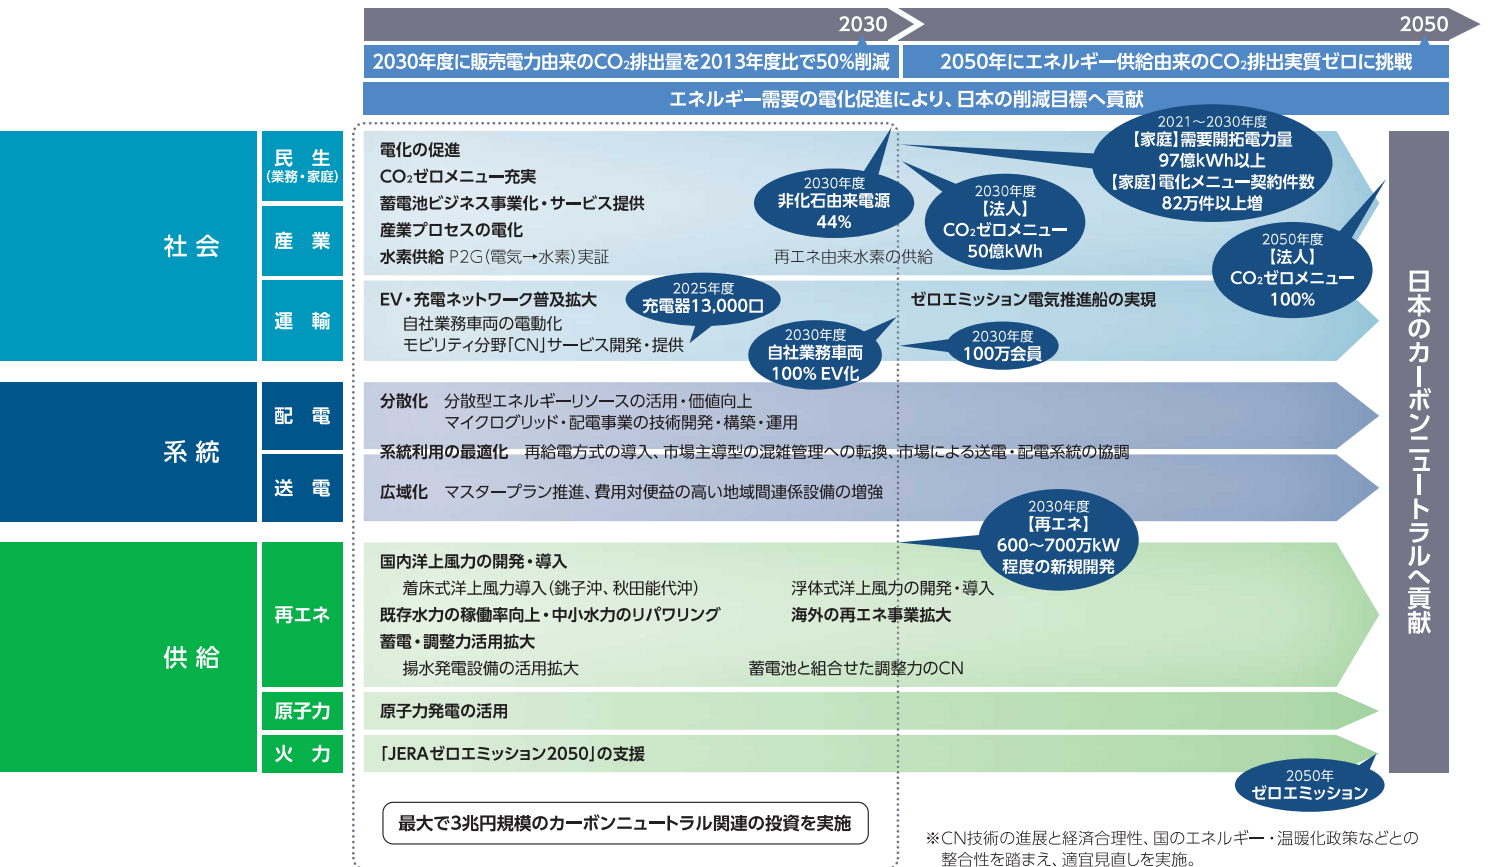 2030
2050
2030年度に販売電力由来のCO₂排出量を2013年度比で50%削減
2050年にエネルギー供給由来のCO₂排出実質ゼロに挑戦
エネルギー需要の電化促進により、日本の削減目標へ貢献
社会
民生
(業務・家庭)
産業
運輸
電化の促進
CO₂ゼロメニュー充実
蓄電池ビジネス事業化・サービス提供
産業プロセスの電化
水素供給 P2G(電気→水素)実証
再エネ由来水素の供給
2030年度
非化石由来電源
44%
2030年度
【法人】
CO₂ゼロメニュー
50億kWh
2021～2030年度
【家庭】需要開拓電力量
97億kWh以上
【家庭】電化メニュー契約件数
82万件以上増
2050年度
【法人】
CO₂ゼロメニュー
100%
EV・充電ネットワーク普及拡大
自社業務車両の電動化
モビリティ分野「CN」サービス開発・提供
2025年度
充電器13,000口
2030年度
自社業務車両
100% EV化
ゼロエミッション電気推進船の実現
2030年度
100万会員
系統
配電
送電
分散化 分散型エネルギーリソースの活用・価値向上
マイクログリッド・配電事業の技術開発・構築・運用
系統利用の最適化 再給電方式の導入、市場主導型の混雑管理への転換、市場による送電・配電系統の協調
広域化 マスタープラン推進、費用対便益の高い地域間連係設備の増強
供給
再エネ
原子力
火力
2030年度
【再エネ】
600～700万kW
程度の新規開発
国内洋上風力の開発・導入
着床式洋上風力導入(銚子沖、秋田能代沖)
浮体式洋上風力の開発・導入
既存水力の稼働率向上・中小水力のリパワリング
海外の再エネ事業拡大
蓄電・調整力活用拡大
揚水発電設備の活用拡大
蓄電池と組合せた調整力のCN
原子力発電の活用
「JERAゼロエミッション2050」の支援
2050年
ゼロエミッション
日本のカーボンニュートラルへ貢献
最大で3兆円規模のカーボンニュートラル関連の投資を実施
※CN技術の進展と経済合理性、国のエネルギー・温暖化政策などとの
整合性を踏まえ、適宜見直しを実施。